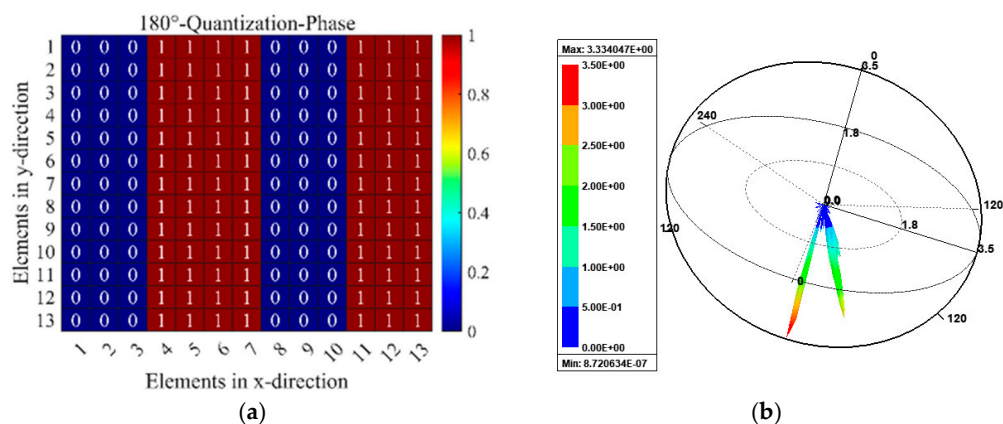 180°-Quantization-Phase
Elements in y-direction
1 0 0 0 1 1 1 1 0 0 0 1 1 1
2 0 0 0 1 1 1 1 0 0 0 1 1 1
3 0 0 0 1 1 1 1 0 0 0 1 1 1
4 0 0 0 1 1 1 1 0 0 0 1 1 1
5 0 0 0 1 1 1 1 0 0 0 1 1 1
6 0 0 0 1 1 1 1 0 0 0 1 1 1
7 0 0 0 1 1 1 1 0 0 0 1 1 1
8 0 0 0 1 1 1 1 0 0 0 1 1 1
9 0 0 0 1 1 1 1 0 0 0 1 1 1
10 0 0 0 1 1 1 1 0 0 0 1 1 1
11 0 0 0 1 1 1 1 0 0 0 1 1 1
12 0 0 0 1 1 1 1 0 0 0 1 1 1
13 0 0 0 1 1 1 1 0 0 0 1 1 1
1 2 3 4 5 6 7 8 9 10 11 12 13
Elements in x-direction
1
0.8
0.6
0.4
0.2
0
(a)
Max: 3.334047E+00
3.50E+00
3.00E+00
2.50E+00
2.00E+00
1.50E+00
1.00E+00
5.00E-01
0.00E+00
Min: 8.720634E-07
0
3.5
240
1.8
0.0
120
1.8
120
3.5
0
120
(b)